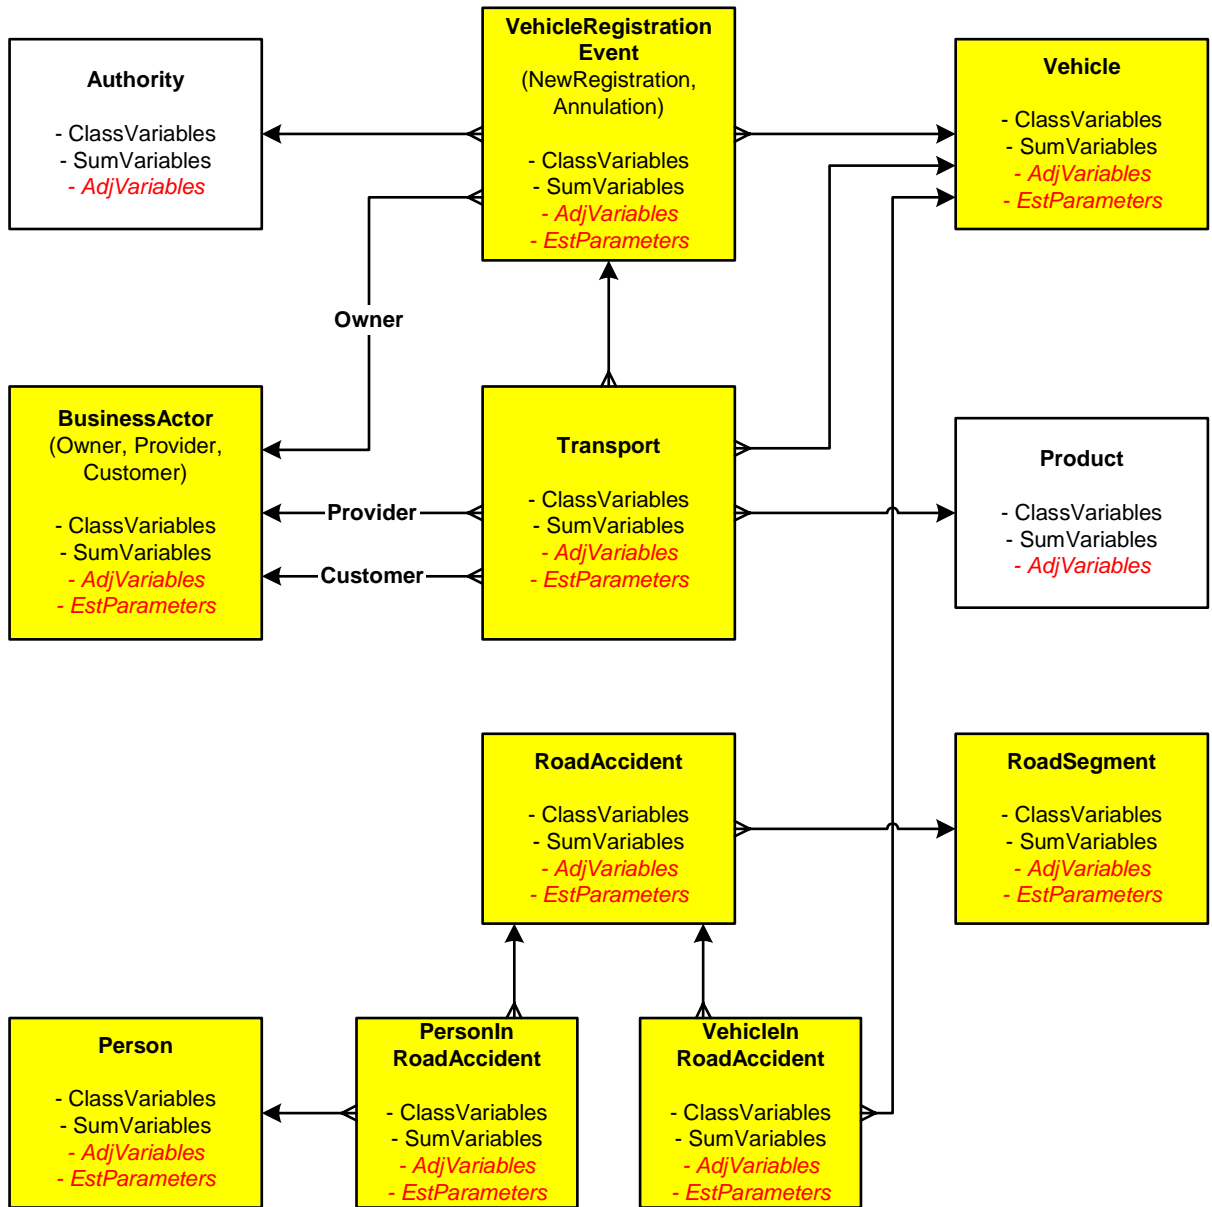 VehicleRegistration
Event
(NewRegistration,
Annulation)
- ClassVariables
- SumVariables
- AdjVariables
- EstParameters
Authority
- ClassVariables
- SumVariables
- AdjVariables
Vehicle
- ClassVariables
- SumVariables
- AdjVariables
- EstParameters
Owner
BusinessActor
(Owner, Provider,
Customer)
- ClassVariables
- SumVariables
- AdjVariables
- EstParameters
Provider
Customer
Transport
- ClassVariables
- SumVariables
- AdjVariables
- EstParameters
Product
- ClassVariables
- SumVariables
- AdjVariables
RoadAccident
- ClassVariables
- SumVariables
- AdjVariables
- EstParameters
RoadSegment
- ClassVariables
- SumVariables
- AdjVariables
- EstParameters
Person
- ClassVariables
- SumVariables
- AdjVariables
- EstParameters
PersonIn
RoadAccident
- ClassVariables
- SumVariables
- AdjVariables
- EstParameters
VehicleIn
RoadAccident
- ClassVariables
- SumVariables
- AdjVariables
- EstParameters